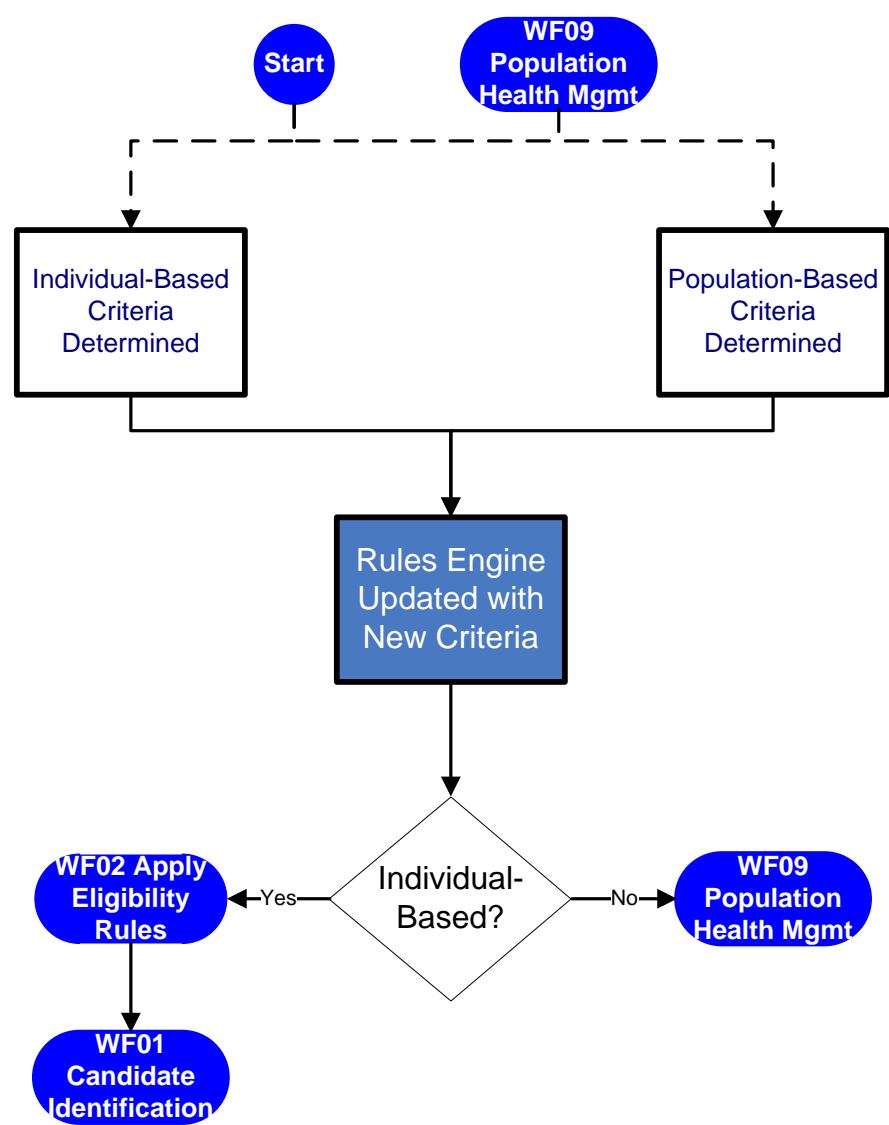 Start
WF09
Population
Health Mgmt
Individual-Based
Criteria
Determined
Population-Based
Criteria
Determined
Rules Engine
Updated with
New Criteria
Individual-
Based?
Yes
No
WF02 Apply
Eligibility
Rules
WF09
Population
Health Mgmt
WF01
Candidate
Identification